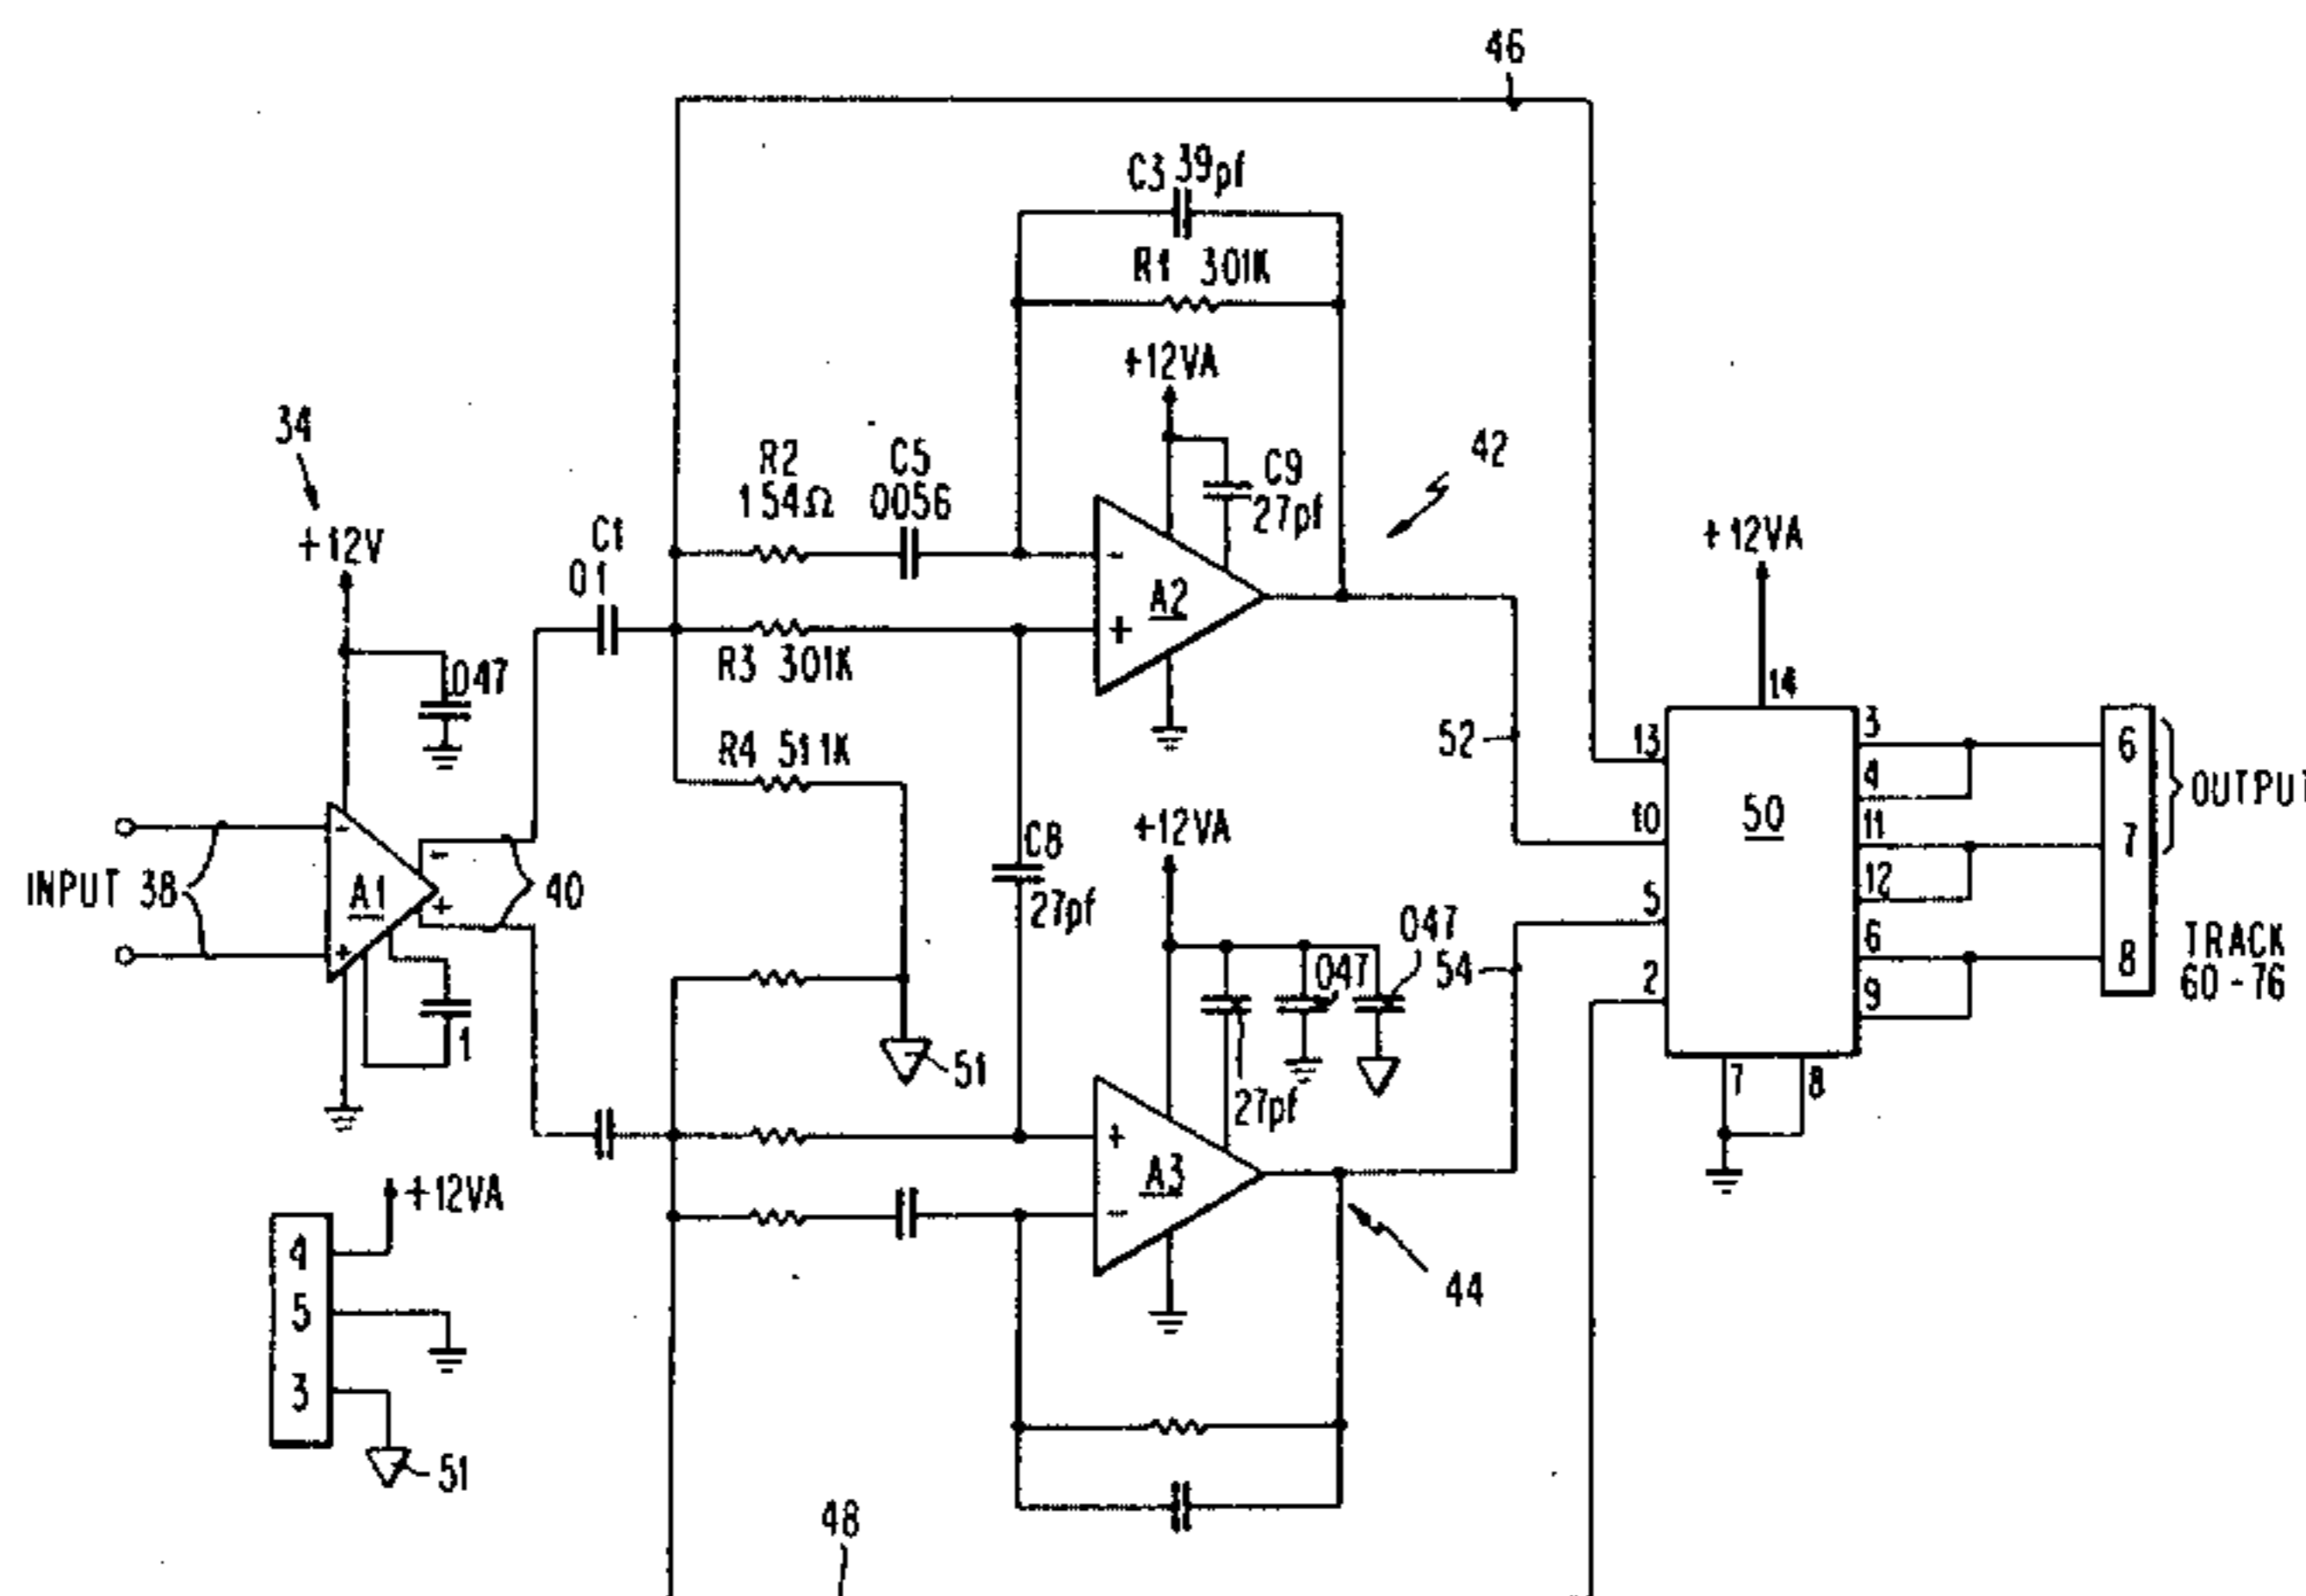 46
C3 39pf
R1 301K
+12VA
34
+12V
R2
154Ω
C5
0056
C9
27pf
42
C1
01
A2
-
+
047
R3 301K
R4 511K
52
+12VA
14
13
10
5
2
50
3
4
11
12
6
9
7
8
6
7
8
OUTPUT
TRACK
60-76
INPUT 38
-
+
A1
-
+
40
1
C8
27pf
+12VA
047
047
54
27pf
51
+
A3
-
44
+12VA
4
5
3
51
48